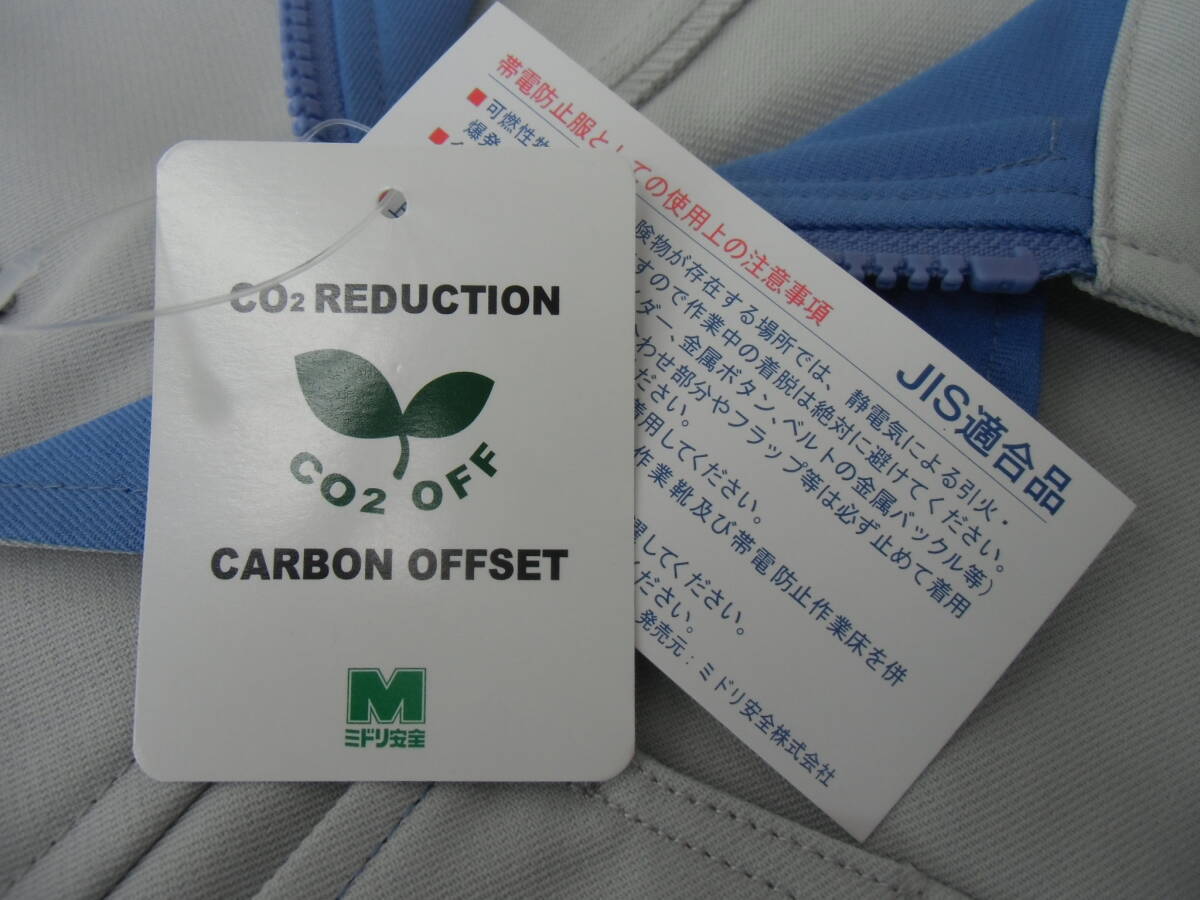 CO2 REDUCTION
CO2 OFF
CARBON OFFSET
M
ミドリ安全
帯電防止服としての使用上の注意事項
■可燃性物
爆発
険物が存在する場所では、静電気による引火・
すので作業中の着脱は絶対に避けてください。
ダー、金属ボタン、ベルトの金属バックル等)
わせ部分やフラップ等は必ず止めて着用
ださい。
着用してください。
作業靴及び帯電防止作業床を併
してください。
ください。
発売元:ミドリ安全株式会社
JIS適合品